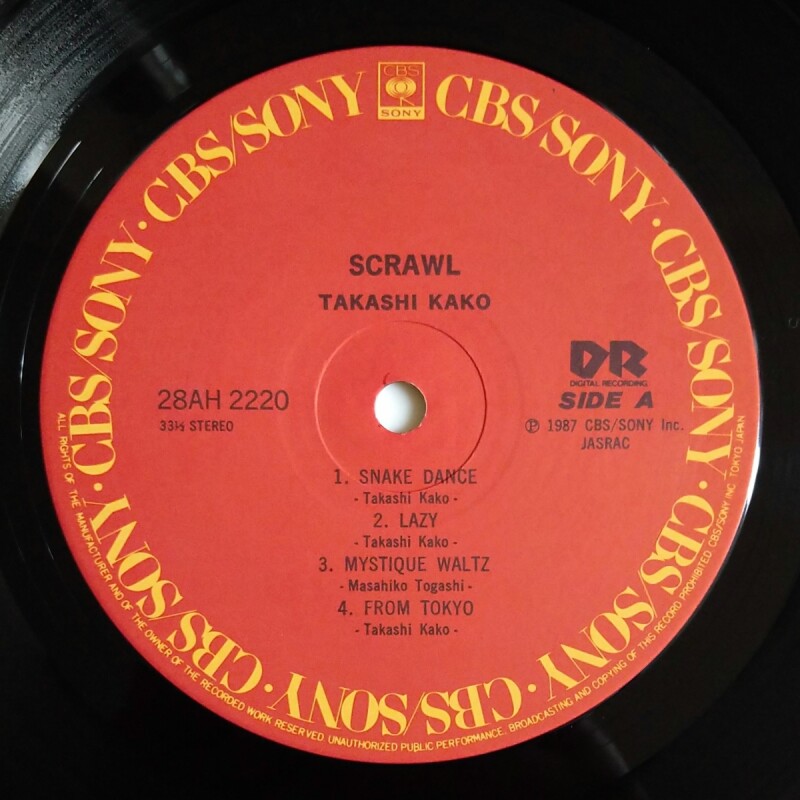 CBS
SONY
CBS/SONY · CBS/SONY · CBS/SONY · CBS/SONY · CBS/SONY · CBS/SONY · CBS/SONY · CBS/SONY
SCRAWL
TAKASHI KAKO
DR
DIGITAL RECORDING
28AH 2220
SIDE A
33⅓ STEREO
Ⓟ 1987 CBS/SONY Inc.
JASRAC
1. SNAKE DANCE
- Takashi Kako -
2. LAZY
- Takashi Kako -
3. MYSTIQUE WALTZ
- Masahiko Togashi -
4. FROM TOKYO
- Takashi Kako -
ALL RIGHTS OF THE MANUFACTURER AND OF THE OWNER OF THE RECORDED WORK RESERVED. UNAUTHORIZED PUBLIC PERFORMANCE, BROADCASTING AND COPYING OF THIS RECORD PROHIBITED CBS/SONY INC. TOKYO JAPAN